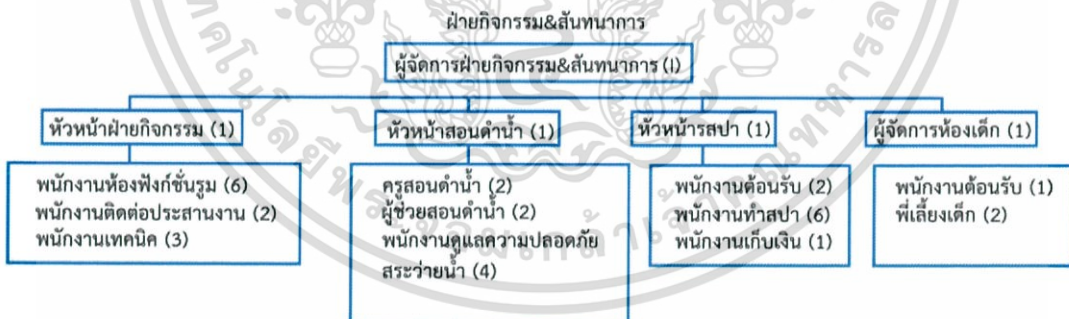 ฝ่ายกิจกรรม&สันทนาการ
ผู้จัดการฝ่ายกิจกรรม&สันทนาการ (I)
หัวหน้าฝ่ายกิจกรรม (1)
พนักงานห้องฟังก์ชั่นรูม (6)
พนักงานติดต่อประสานงาน (2)
พนักงานเทคนิค (3)
หัวหน้าสอนดำน้ำ (1)
ครูสอนดำน้ำ (2)
ผู้ช่วยสอนดำน้ำ (2)
พนักงานดูแลความปลอดภัย
สระว่ายน้ำ (4)
หัวหน้ารสปา (1)
พนักงานต้อนรับ (2)
พนักงานทำสปา (6)
พนักงานเก็บเงิน (1)
ผู้จัดการห้องเด็ก (1)
พนักงานต้อนรับ (1)
พี่เลี้ยงเด็ก (2)